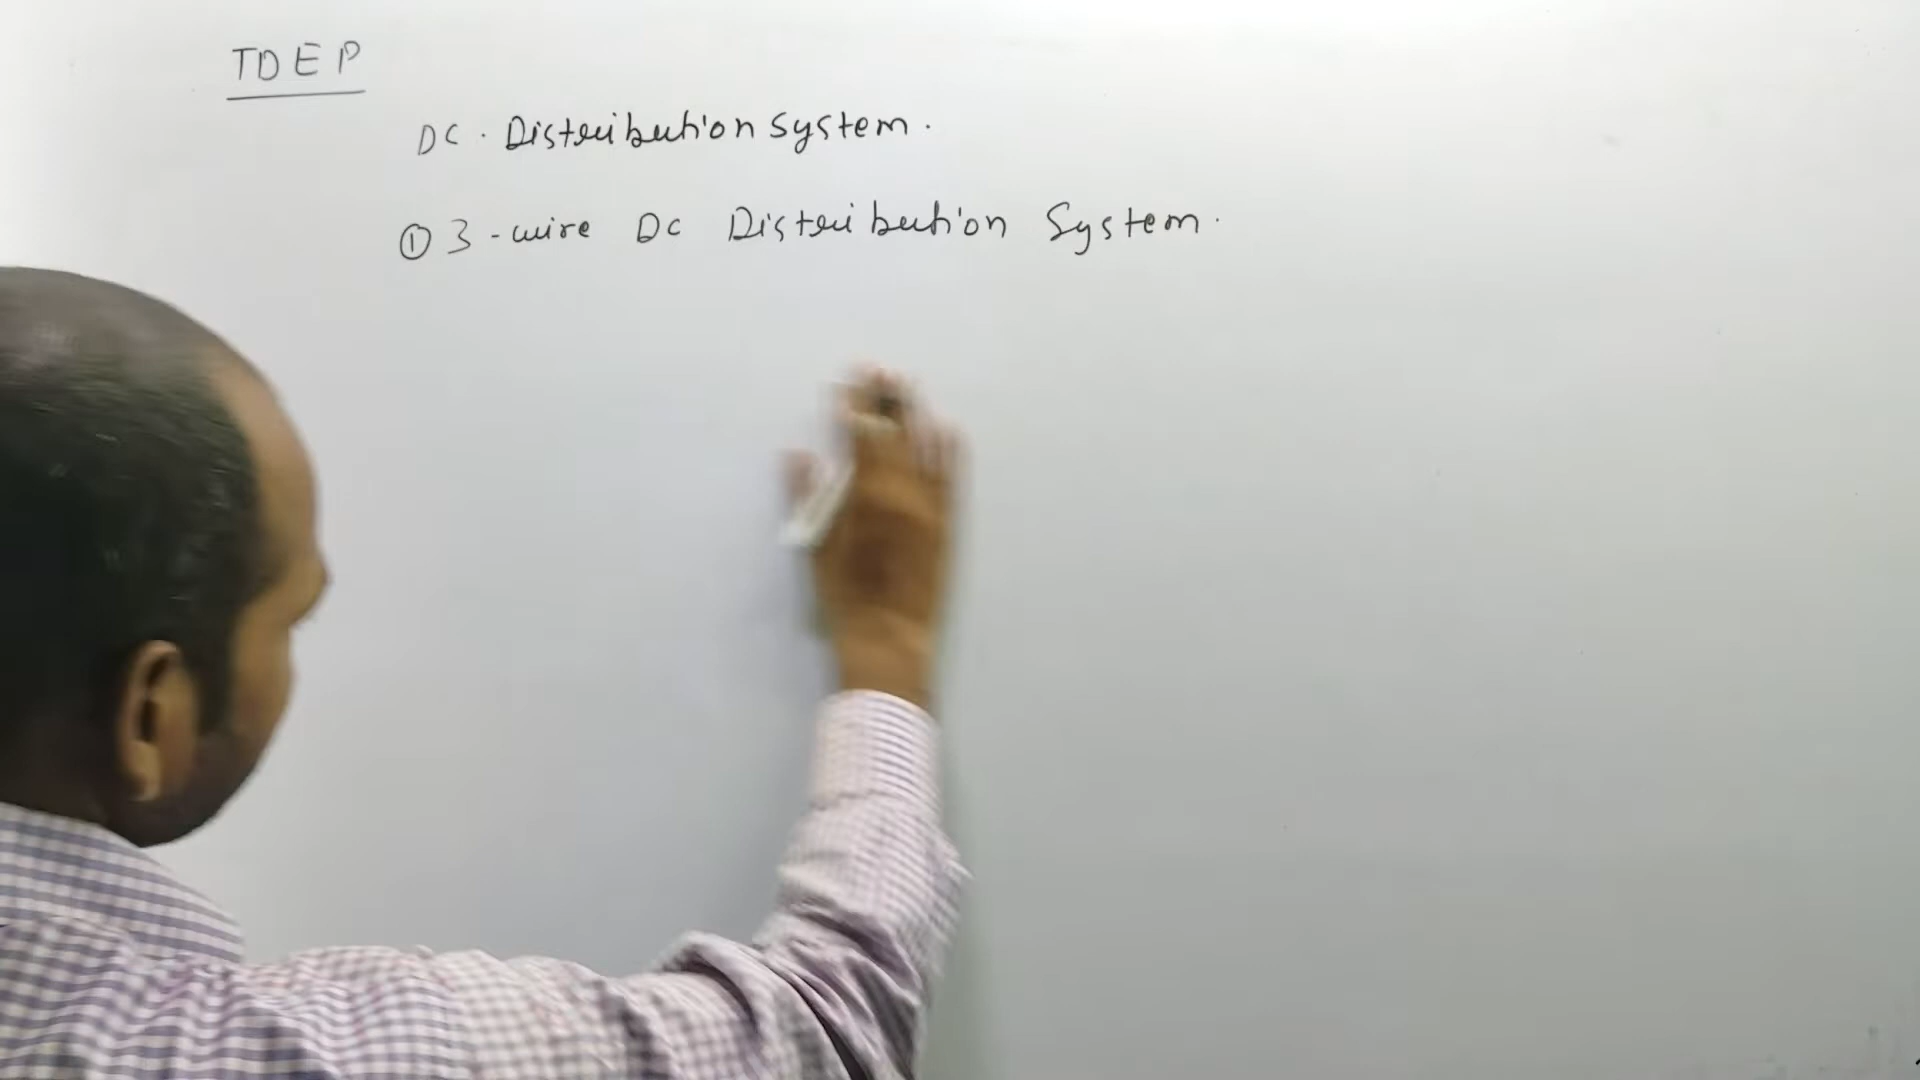 TDEP
DC. Distribution System.
① 3-wire DC Distribution System.